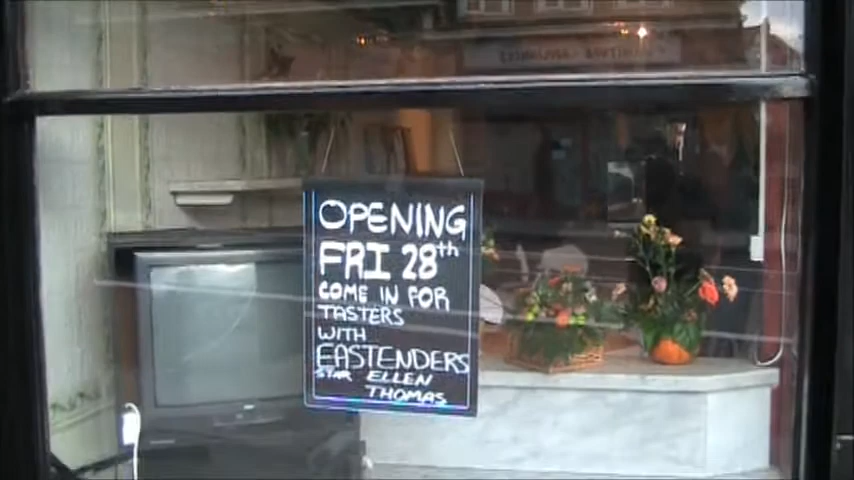 OPENING
FRI 28th
COME IN FOR
TASTERS
WITH
EASTENDERS
STAR ELLEN
THOMAS